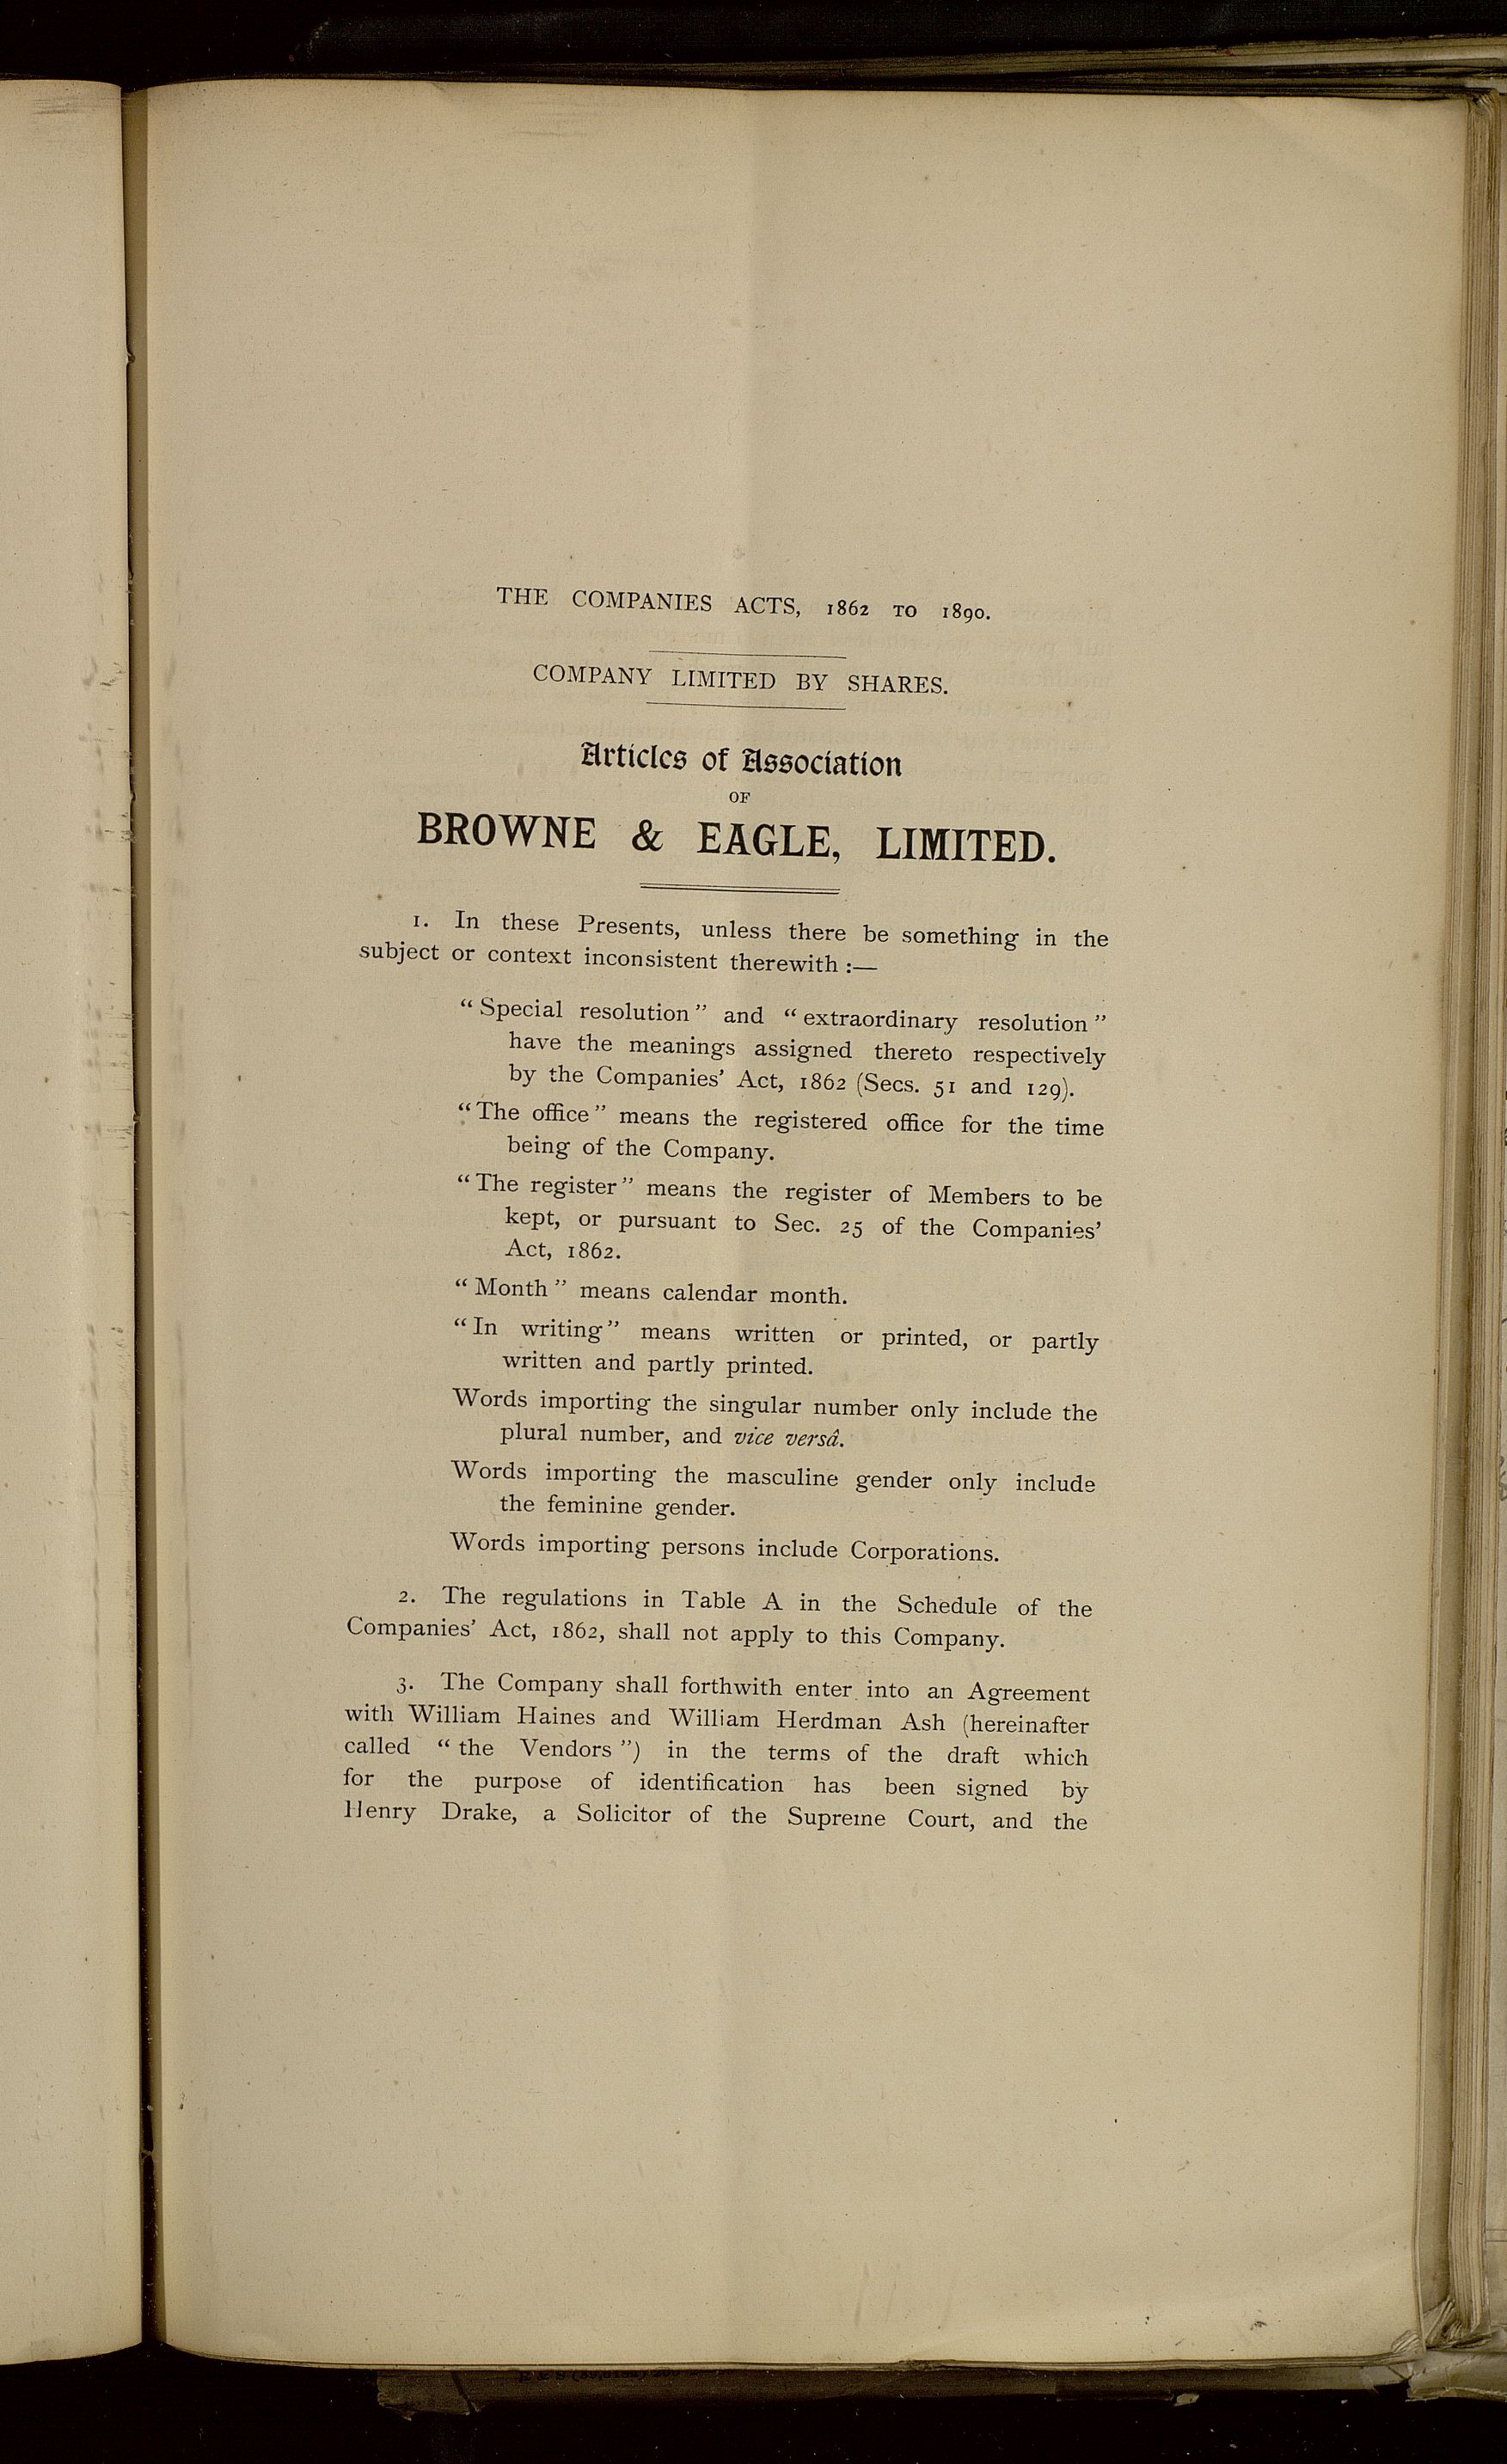 THE COMPANIES ACTS, 1862 TO 1890.
COMPANY LIMITED BY SHARES.
Articles of Association
OF
BROWNE & EAGLE, LIMITED.
1. In these Presents, unless there be something in the
subject or context inconsistent therewith :—
“Special resolution” and “extraordinary resolution”
have the meanings assigned thereto respectively
by the Companies’ Act, 1862 (Secs. 51 and 129).
“The office” means the registered office for the time
being of the Company.
“The register” means the register of Members to be
kept, or pursuant to Sec. 25 of the Companies’
Act, 1862.
“Month” means calendar month.
“In writing” means written or printed, or partly
written and partly printed.
Words importing the singular number only include the
plural number, and vice versâ.
Words importing the masculine gender only include
the feminine gender.
Words importing persons include Corporations.
2. The regulations in Table A in the Schedule of the
Companies’ Act, 1862, shall not apply to this Company.
3. The Company shall forthwith enter into an Agreement
with William Haines and William Herdman Ash (hereinafter
called “the Vendors”) in the terms of the draft which
for the purpose of identification has been signed by
Henry Drake, a Solicitor of the Supreme Court, and the